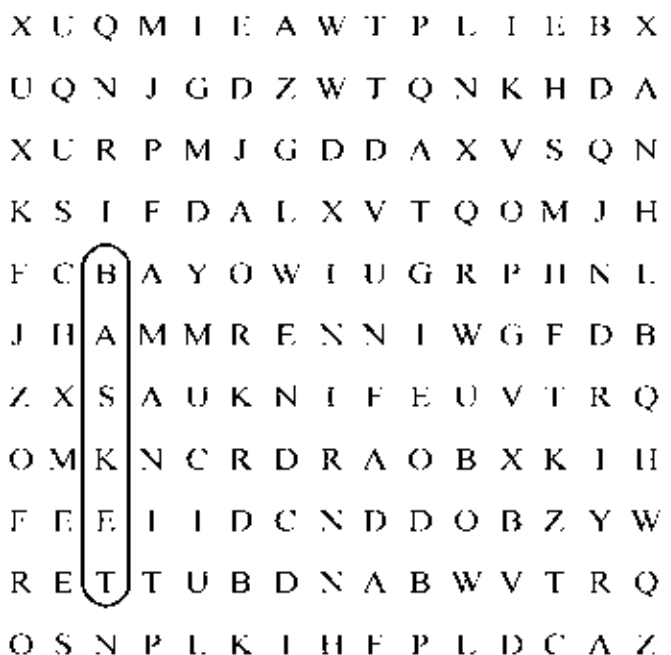 X U Q M I E A W T P L I E B X
U Q N J G D Z W T Q N K H D A
X U R P M J G D D A X V S Q N
K S I F D A L X V T Q O M J H
F C B A Y O W I U G R P H N L
J H A M M R E N N I W G F D B
Z X S A U K N I F E U V T R Q
O M K N C R D R A O B X K I H
F E E I I D C N D D O B Z Y W
R E T T U B D N A B W V T R Q
O S N P L K I H F P L D C A Z